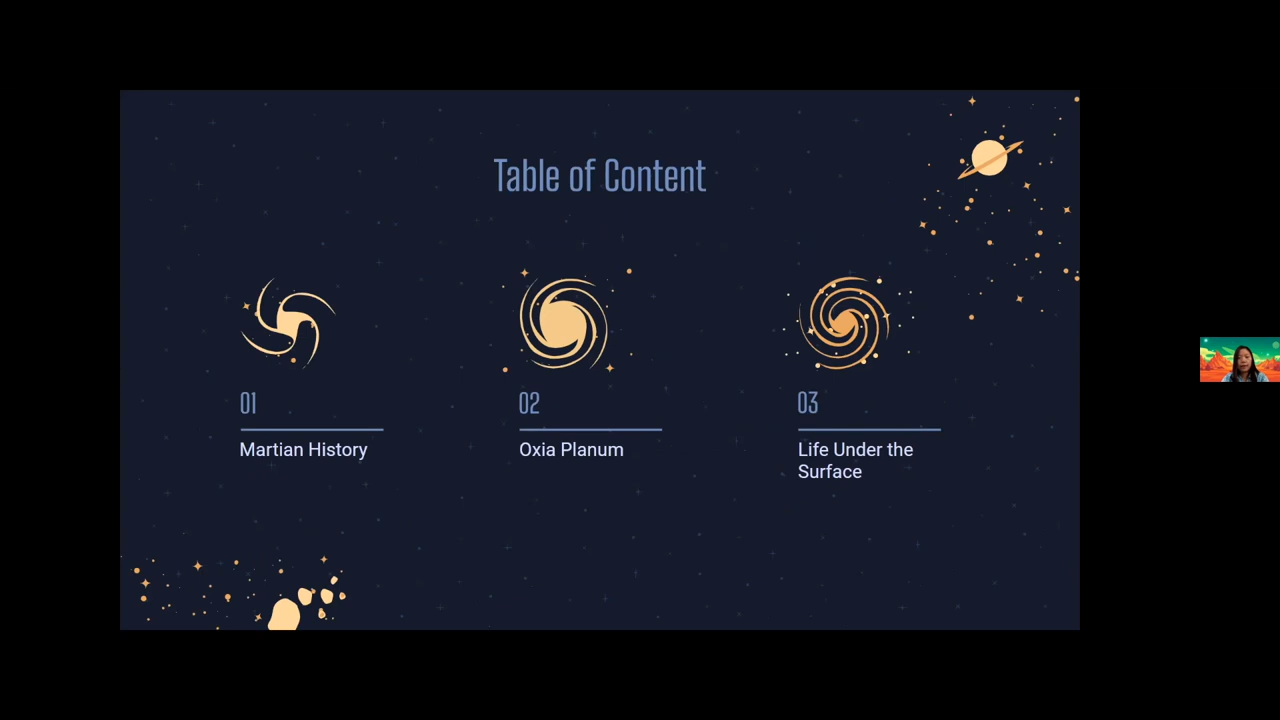 Table of Content
01
Martian History
02
Oxia Planum
03
Life Under the
Surface